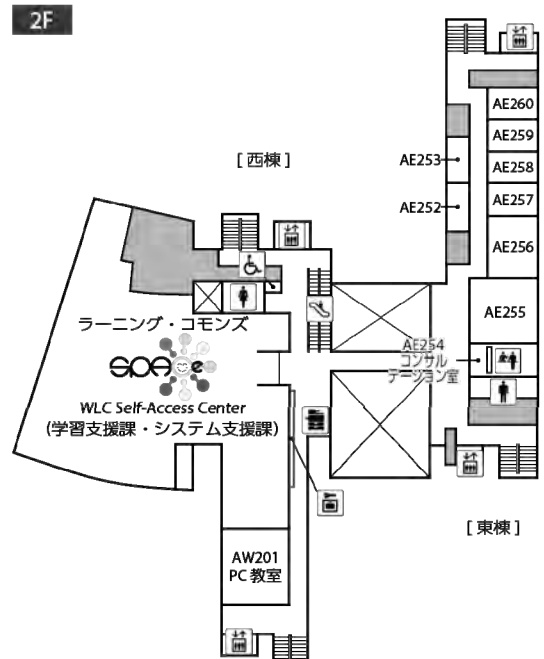 2F
[西棟]
AE260
AE259
AE253
AE258
AE252
AE257
AE256
AE255
ラーニング・コモンズ
AE254
コンサル
テーション室
SPACe
WLC Self-Access Center
(学習支援課・システム支援課)
[東棟]
AW201
PC教室